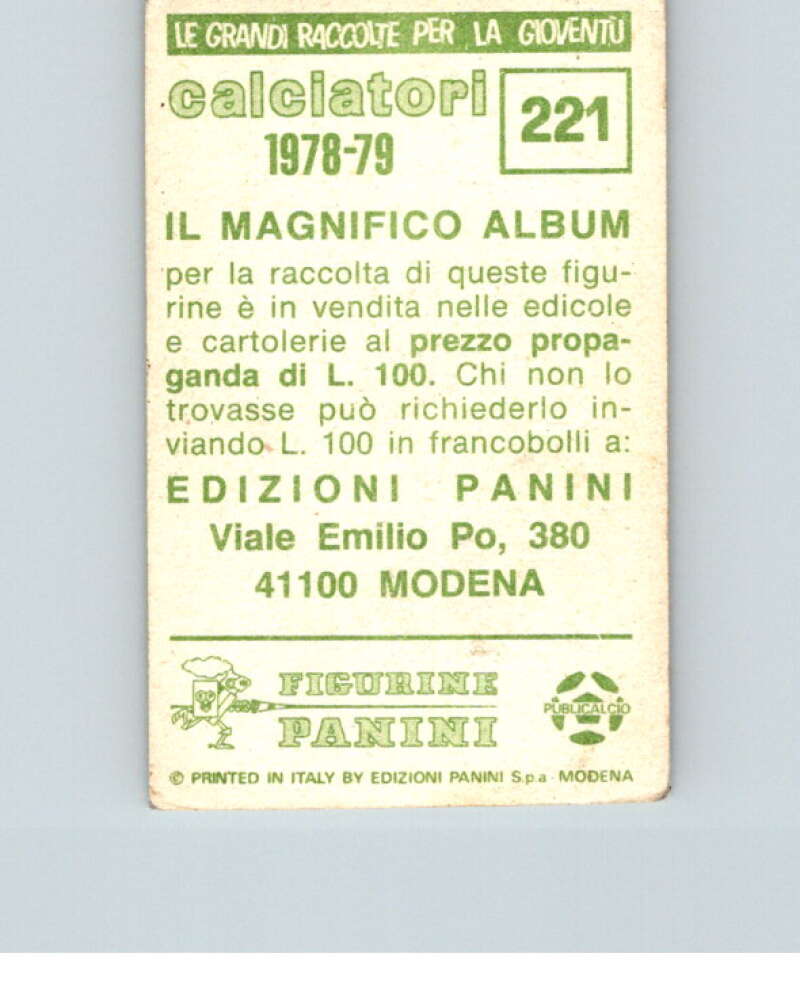 LE GRANDI RACCOLTE PER LA GIOVENTÙ
calciatori
1978-79
221
IL MAGNIFICO ALBUM
per la raccolta di queste figu-
rine è in vendita nelle edicole
e cartolerie al prezzo propa-
ganda di L. 100. Chi non lo
trovasse può richiederlo in-
viando L. 100 in francobolli a:
EDIZIONI PANINI
Viale Emilio Po, 380
41100 MODENA
FIGURINE
PANINI
PUBLICALCIO
© PRINTED IN ITALY BY EDIZIONI PANINI S.p.a - MODENA